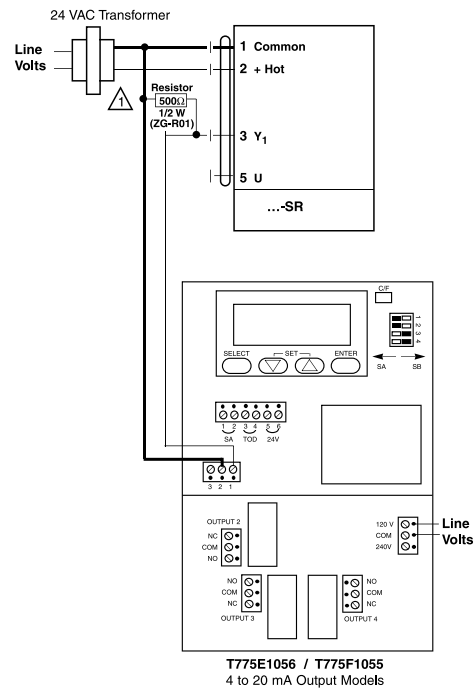 24 VAC Transformer
Line
Volts
1 Common
2 + Hot
Resistor
500Ω
1/2 W
(ZG-R01)
1
3 Y1
5 U
...-SR
C/F
1
2
3
4
SELECT
SET
ENTER
SA
SB
1 2 3 4 5 6
SA TOD 24V
3 2 1
OUTPUT 2
NC
COM
NO
120 V
COM
240V
Line
Volts
NO
COM
NC
OUTPUT 3
NO
COM
NC
OUTPUT 4
T775E1056 / T775F1055
4 to 20 mA Output Models